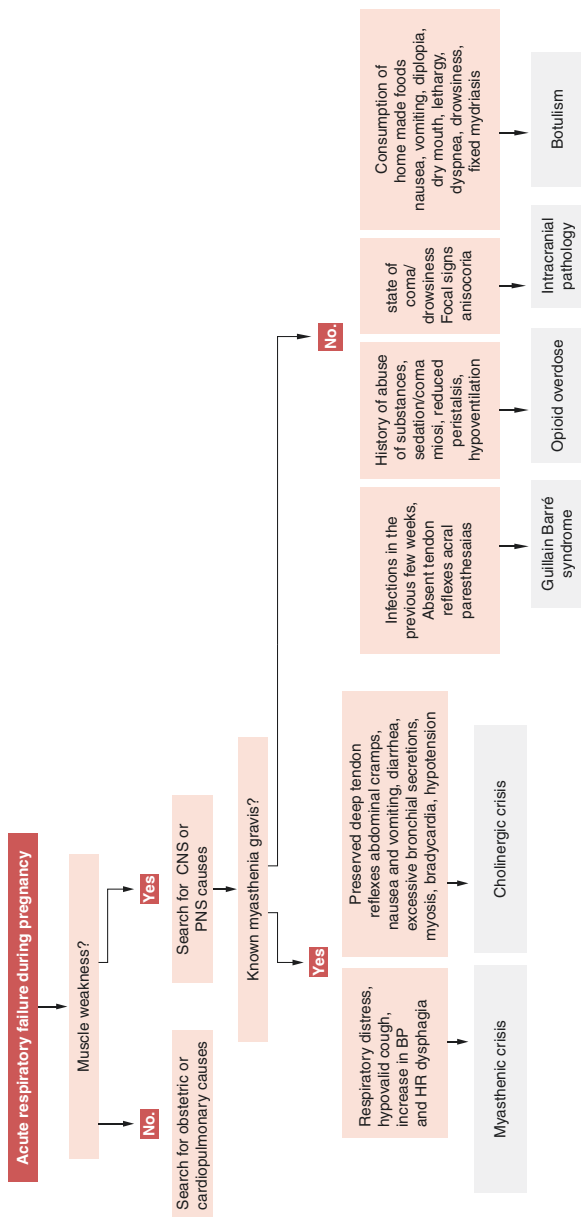 Acute respiratory failure during pregnancy
Muscle weakness?
No.
Yes
Search for obstetric or
cardiopulmonary causes
Search for CNS or
PNS causes
Known myasthenia gravis?
Yes
No.
Respiratory distress,
hypovalid cough,
increase in BP
and HR dysphagia
Preserved deep tendon
reflexes abdominal cramps,
nausea and vomiting, diarrhea,
excessive bronchial secretions,
myosis, bradycardia, hypotension
Infections in the
previous few weeks,
Absent tendon
reflexes acral
paresthesaias
History of abuse
of substances,
sedation/coma
miosi, reduced
peristalsis,
hypoventilation
state of
coma/
drowsiness
Focal signs
anisocoria
Consumption of
home made foods
nausea, vomiting, diplopia,
dry mouth, lethargy,
dyspnea, drowsiness,
fixed mydriasis
Myasthenic crisis
Cholinergic crisis
Guillain Barré
syndrome
Opioid overdose
Intracranial
pathology
Botulism